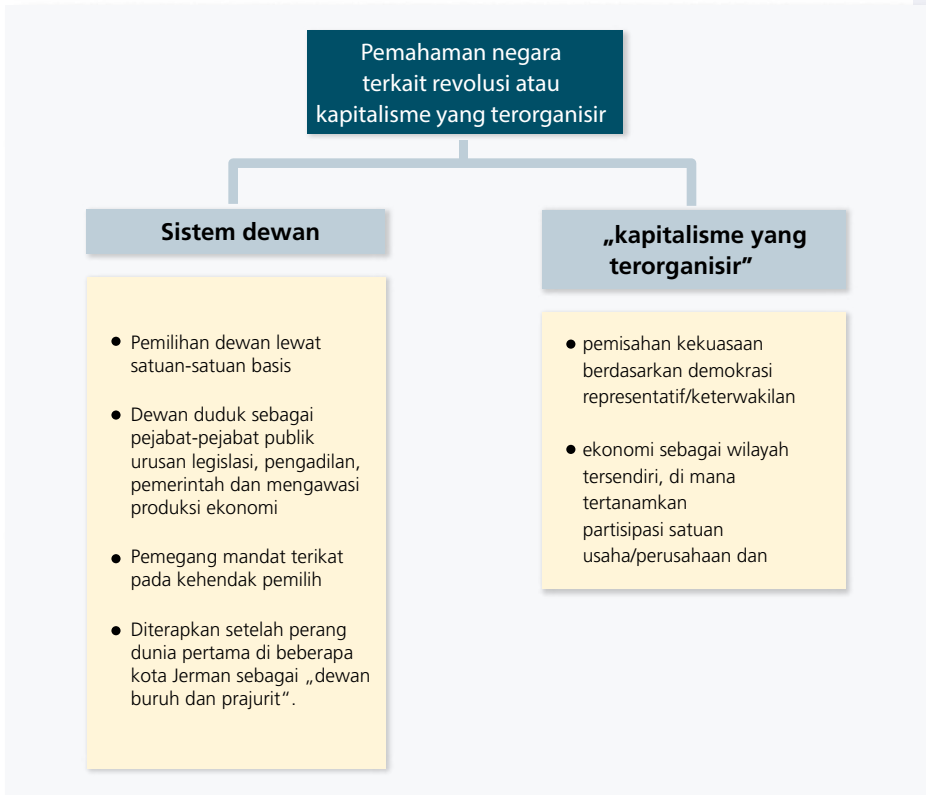 Pemahaman negara
terkait revolusi atau
kapitalisme yang terorganisir
Sistem dewan
● Pemilihan dewan lewat
satuan-satuan basis
● Dewan duduk sebagai
pejabat-pejabat publik
urusan legislasi, pengadilan,
pemerintah dan mengawasi
produksi ekonomi
● Pemegang mandat terikat
pada kehendak pemilih
● Diterapkan setelah perang
dunia pertama di beberapa
kota Jerman sebagai „dewan
buruh dan prajurit“.
„kapitalisme yang
terorganisir”
● pemisahan kekuasaan
berdasarkan demokrasi
representatif/keterwakilan
● ekonomi sebagai wilayah
tersendiri, di mana
tertanamkan
partisipasi satuan
usaha/perusahaan dan